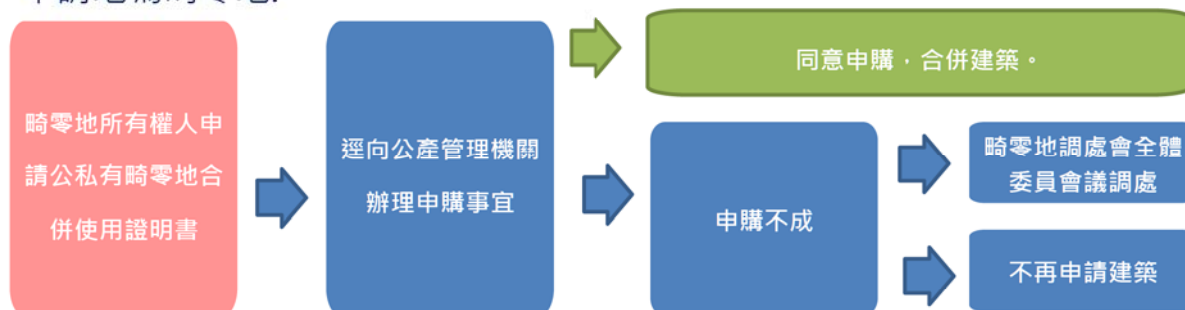 同意申購，合併建築。
畸零地所有權人申
請公私有畸零地合
併使用證明書
逕向公產管理機關
辦理申購事宜
申購不成
畸零地調處會全體
委員會議調處
不再申請建築